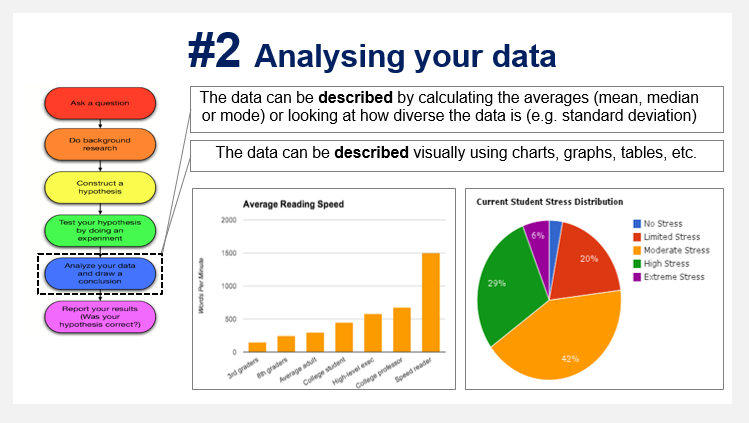 #2 Analysing your data
Ask a question
Do background
research
Construct a
hypothesis
Test your hypothesis
by doing an
experiment
Analyze your data
and draw a
conclusion
Report your results
(Was your
hypothesis correct?)
The data can be described by calculating the averages (mean, median
or mode) or looking at how diverse the data is (e.g. standard deviation)
The data can be described visually using charts, graphs, tables, etc.
Average Reading Speed
Words Per Minute
2000
1500
1000
500
0
3rd graders
8th graders
Average adult
College student
High-level exec
College professor
Speed reader
Current Student Stress Distribution
No Stress
Limited Stress
Moderate Stress
High Stress
Extreme Stress
6%
20%
29%
42%